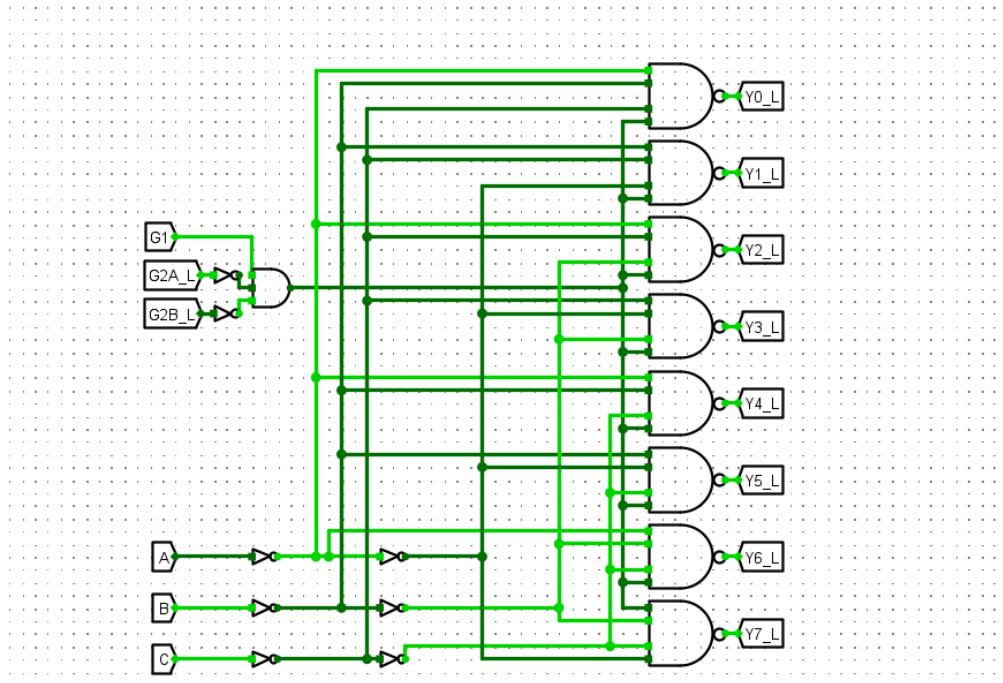 Y0_L
Y1_L
G1
Y2_L
G2A_L
G2B_L
Y3_L
Y4_L
Y5_L
A
Y6_L
B
Y7_L
C